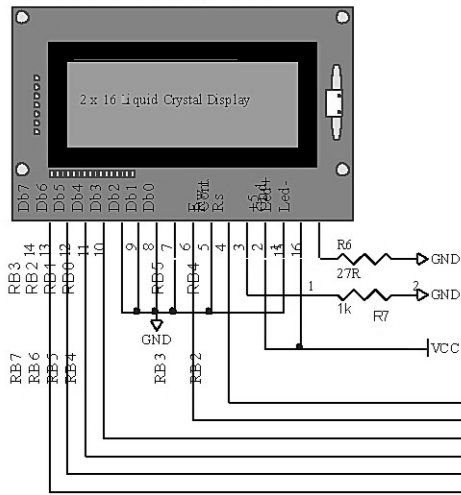 2 x 16 Liquid Crystal Display
Db7
Db6
Db5
Db4
Db3
Db2
Db1
Db0
Cont
Rs
+5
Led+
Led-
14
13
12
11
10
9
8
7
6
5
4
3
2
1
15
16
RB3
RB2
RB1
RB0
RB5
RB4
R6
27R
GND
1
2
GND
1k
R7
GND
VCC
RB7
RB6
RB5
RB4
RB3
RB2